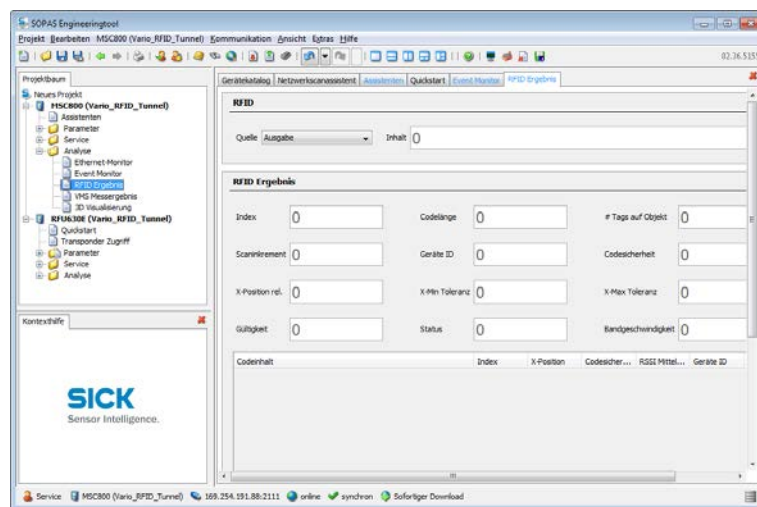 SOPAS Engineeringtool
Projekt Bearbeiten MSC800 (Vario_RFID_Tunnel) Kommunikation Ansicht Extras Hilfe
02.36.515
Projektbaum
Neues Projekt
MSC800 (Vario_RFID_Tunnel)
Assistenten
Parameter
Service
Analyse
Ethernet-Monitor
Event Monitor
RFID Ergebnis
VMS Messergebnis
3D Visualisierung
RFU630E (Vario_RFID_Tunnel)
Quickstart
Transponder Zugriff
Parameter
Service
Analyse
Kontexthilfe
SICK
Sensor Intelligence.
Gerätekatalog Netzwerkscanassistent Assistenten Quickstart Event Monitor RFID Ergebnis
RFID
Quelle Ausgabe Inhalt 0
RFID Ergebnis
Index 0 Codelänge 0 # Tags auf Objekt 0
Scaninkrement 0 Geräte ID 0 Codesicherheit 0
X-Position rel. 0 X-Min Toleranz 0 X-Max Toleranz 0
Gültigkeit 0 Status 0 Bandgeschwindigkeit 0
Codeinhalt Index X-Position Codesicher... RSSI Mittel... Geräte ID
Service MSC800 (Vario_RFID_Tunnel) 169.254.191.88:2111 online synchron Sofortiger Download